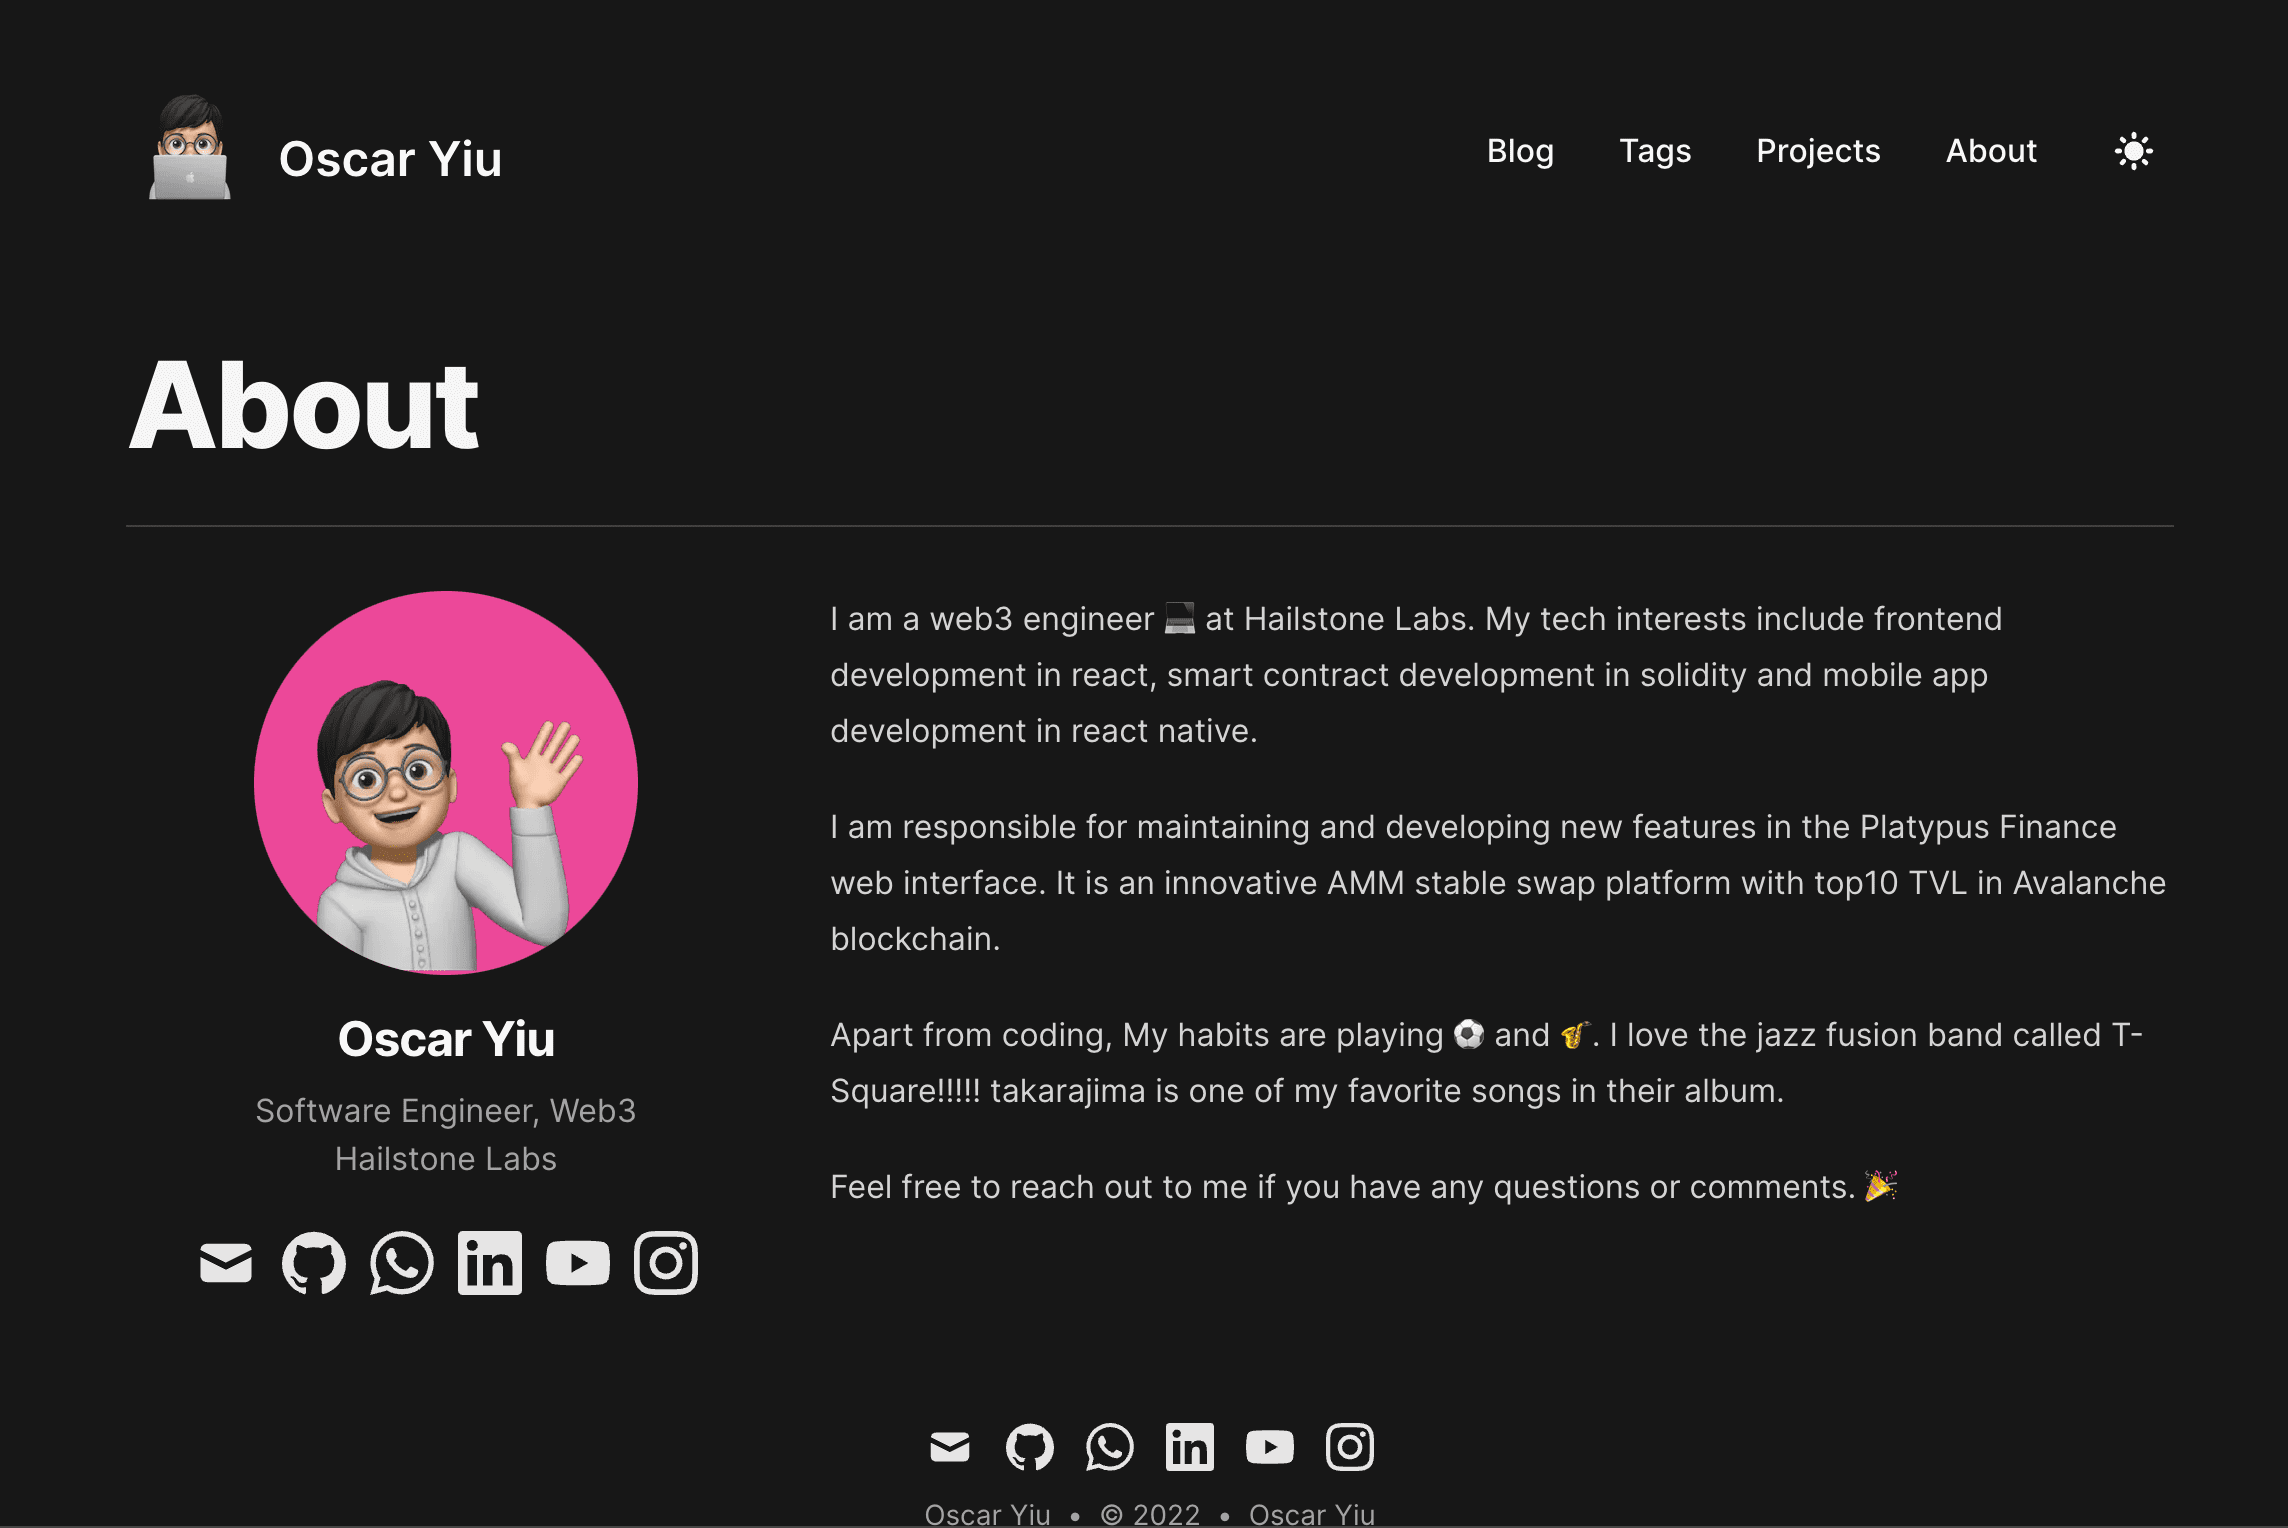 Oscar Yiu
Blog Tags Projects About
About
Oscar Yiu
Software Engineer, Web3
Hailstone Labs
I am a web3 engineer 💻 at Hailstone Labs. My tech interests include frontend
development in react, smart contract development in solidity and mobile app
development in react native.
I am responsible for maintaining and developing new features in the Platypus Finance
web interface. It is an innovative AMM stable swap platform with top10 TVL in Avalanche
blockchain.
Apart from coding, My habits are playing ⚽ and 🎷. I love the jazz fusion band called T-
Square!!!!! takarajima is one of my favorite songs in their album.
Feel free to reach out to me if you have any questions or comments. 🎉
in
in
Oscar Yiu • © 2022 • Oscar Yiu